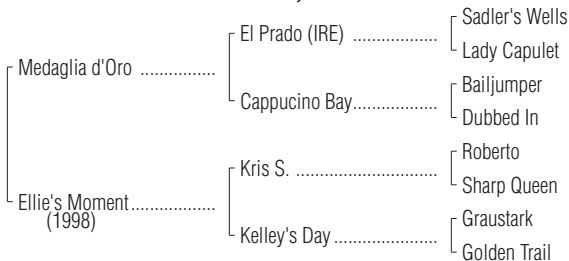 Sadler's Wells
El Prado (IRE) ..................
Lady Capulet
Medaglia d'Oro ................
Bailjumper
Cappucino Bay..................
Dubbed In
Roberto
Kris S. ..............................
Sharp Queen
Ellie's Moment..................
(1998)
Graustark
Kelley's Day ......................
Golden Trail